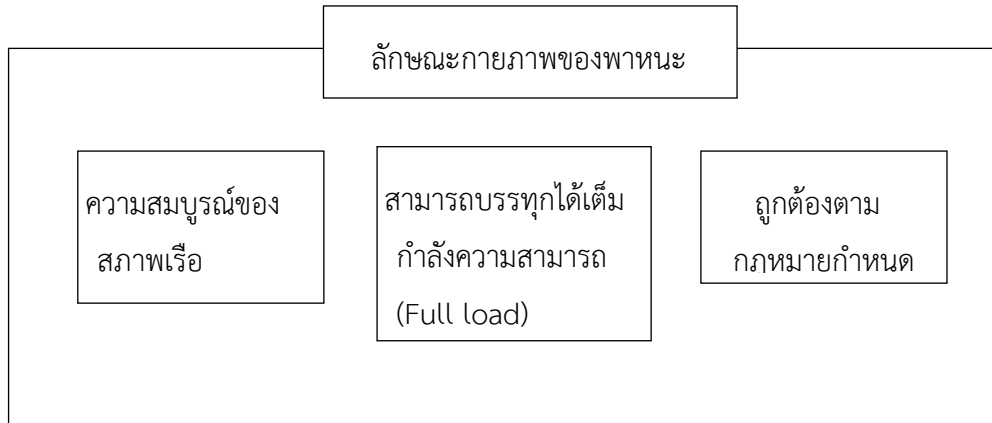 ลักษณะกายภาพของพาหนะ
ความสมบูรณ์ของ
สภาพเรือ
สามารถบรรทุกได้เต็ม
กำลังความสามารถ
(Full load)
ถูกต้องตาม
กฎหมายกำหนด